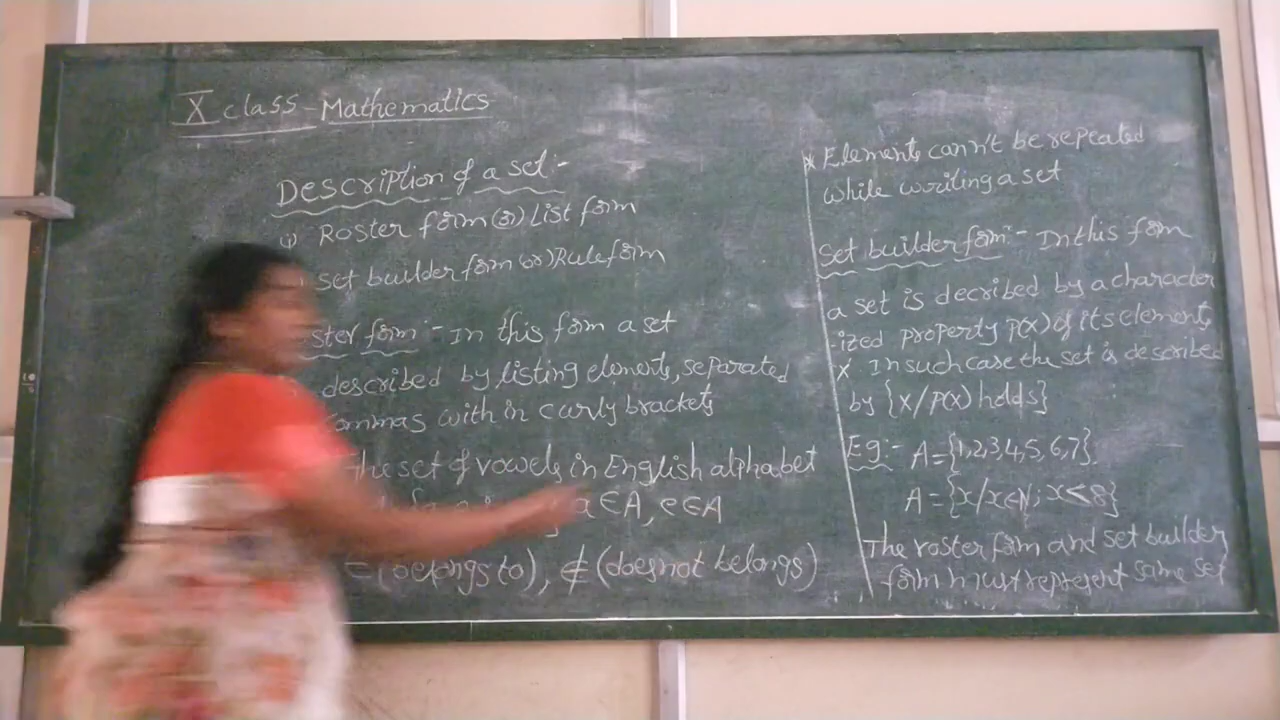 X class - Mathematics
Description of a set:-
(i) Roster form (or) List form
Set builder form (or) Rule form
ster form:- In this form a set
described by listing elements, separated
ommas with in curly brackets
the set of vowels in English alphabet
a∈A, e∈A
∈ (belongs to), ∉ (does not belongs)
* Elements cann't be repeated
while writing a set
Set builder form:- In this form
a set is decribed by a character
-ized property P(x) of its elements
x In such case the set is described
by {x/P(x) holds}
Eg:- A={1,2,3,4,5,6,7}
A={x/x∈N; x<8}
The roster form and set builder
form must represent same set